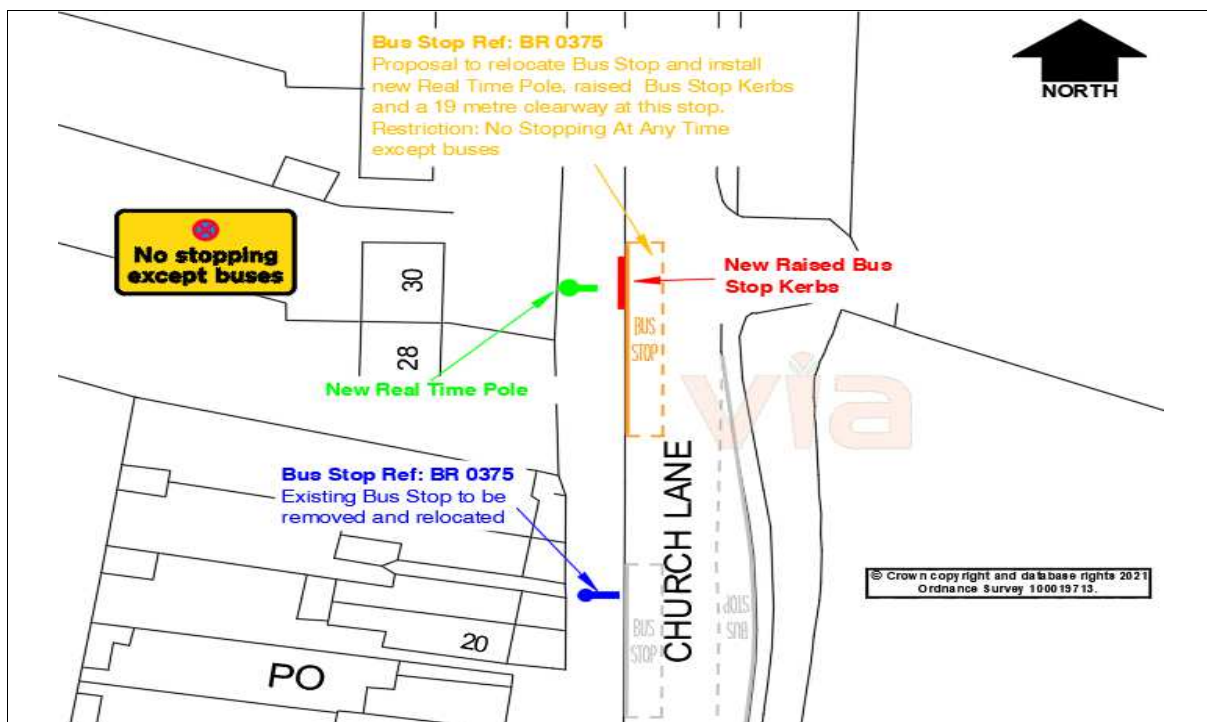 Bus Stop Ref: BR 0375
Proposal to relocate Bus Stop and install
new Real Time Pole, raised Bus Stop Kerbs
and a 19 metre clearway at this stop.
Restriction: No Stopping At Any Time
except buses
NORTH
No stopping
except buses
30
28
New Raised Bus
Stop Kerbs
BUS
STOP
New Real Time Pole
via
Bus Stop Ref: BR 0375
Existing Bus Stop to be
removed and relocated
CHURCH LANE
© Crown copyright and database rights 2021
Ordnance Survey 100019713.
BUS
STOP
BUS
STOP
20
PO